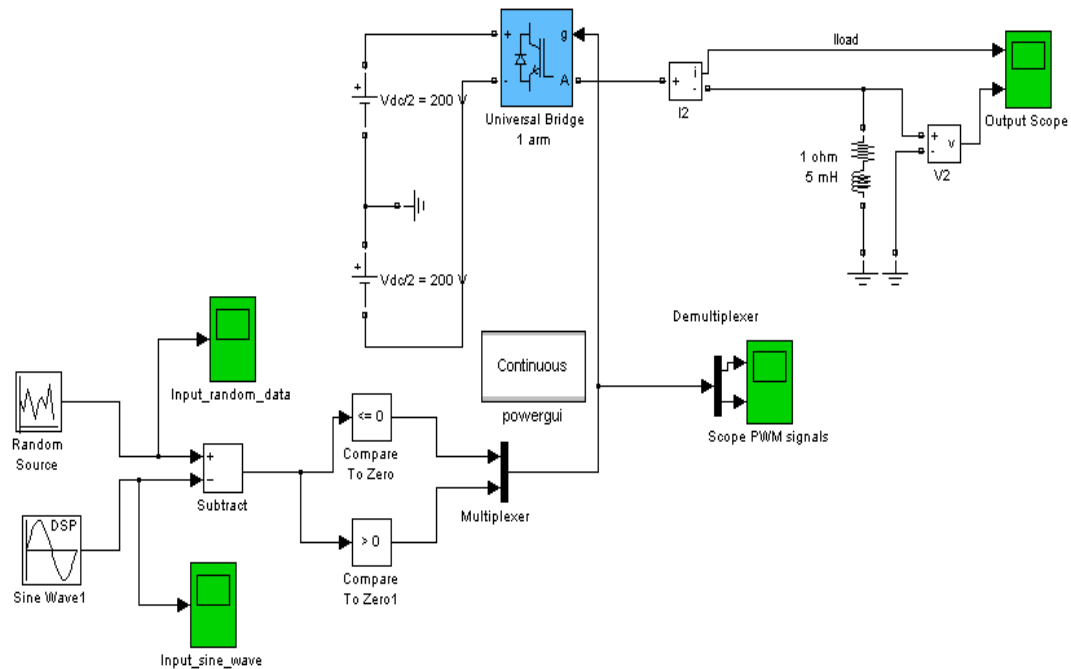 +
-
g
A
Universal Bridge
1 arm
+
Vdc/2 = 200 V
+
Vdc/2 = 200 V
+
i
-
I2
Iload
Output Scope
+
-
v
V2
1 ohm
5 mH
Input_random_data
Random
Source
+
−
Subtract
DSP
Sine Wave1
Input_sine_wave
<= 0
Compare
To Zero
> 0
Compare
To Zero1
Multiplexer
Continuous
powergui
Demultiplexer
Scope PWM signals